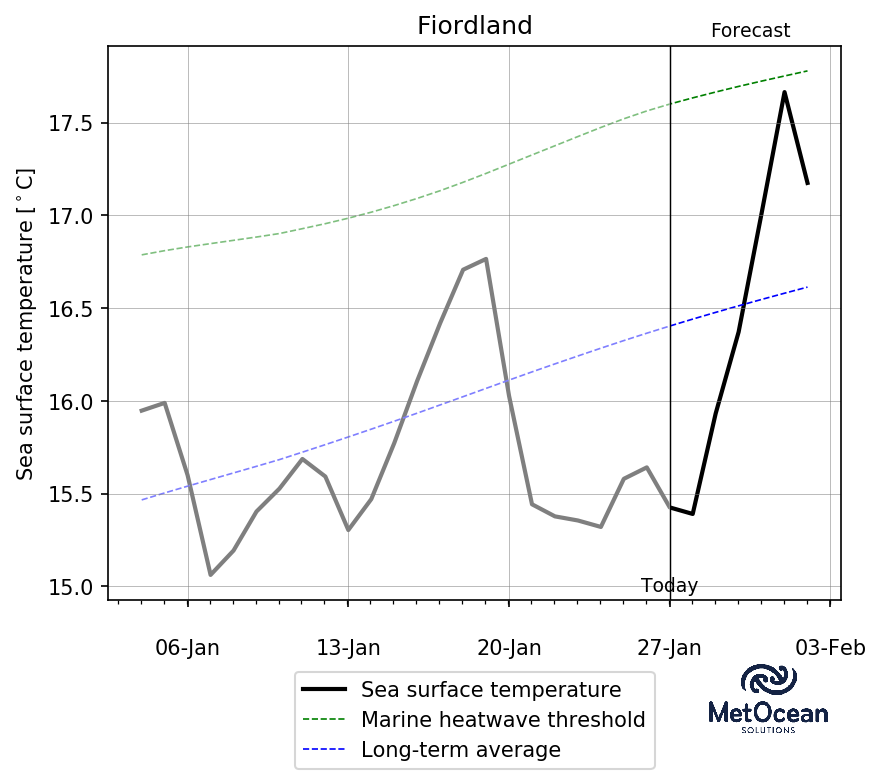 Fiordland
Forecast
Sea surface temperature [°C]
17.5
17.0
16.5
16.0
15.5
15.0
Today
06-Jan 13-Jan 20-Jan 27-Jan 03-Feb
Sea surface temperature
Marine heatwave threshold
Long-term average
MetOcean
SOLUTIONS